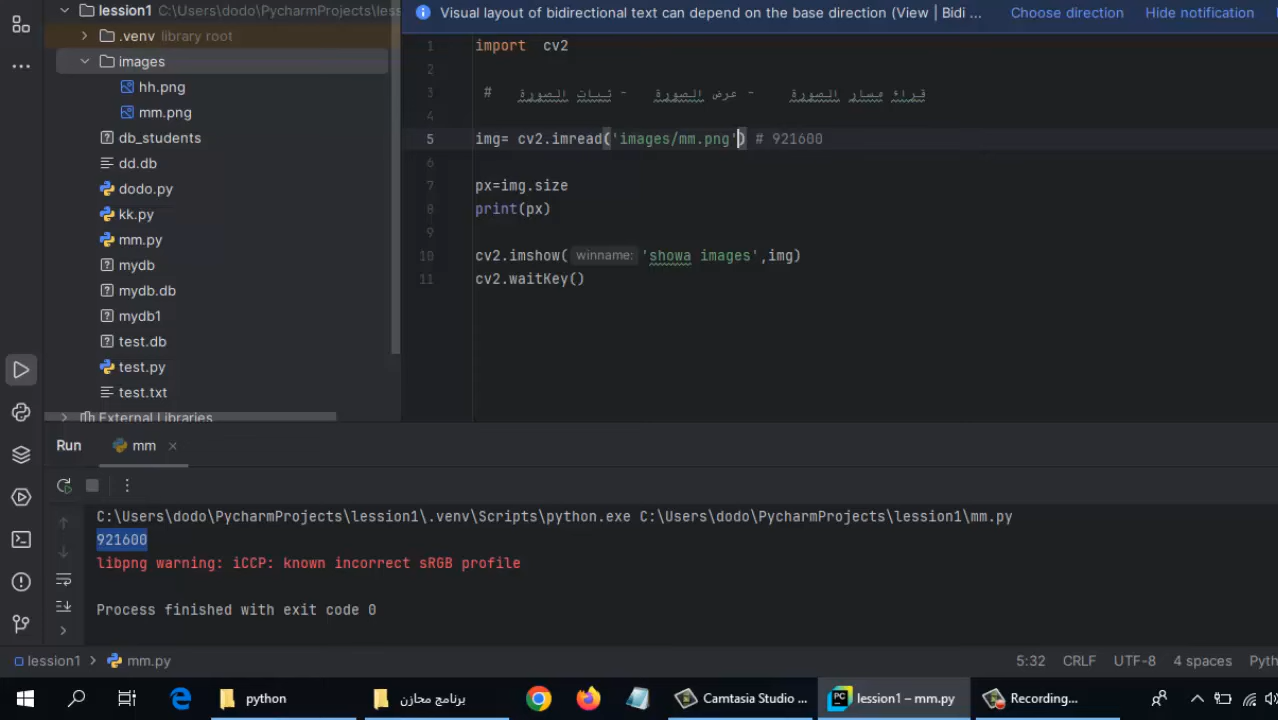 lession1 C:\Users\dodo\PycharmProjects\less
.venv library root
images
hh.png
mm.png
db_students
dd.db
dodo.py
kk.py
mm.py
mydb
mydb.db
mydb1
test.db
test.py
test.txt
External Libraries
Visual layout of bidirectional text can depend on the base direction (View | Bidi ... Choose direction Hide notification
1 import cv2
2
3 # قراة مسار الصورة - عرض الصورة - ثبات الصورة
4
5 img= cv2.imread('images/mm.png') # 921600
6
7 px=img.size
8 print(px)
9
10 cv2.imshow( winname: 'showa images',img)
11 cv2.waitKey()
Run mm
C:\Users\dodo\PycharmProjects\lession1\.venv\Scripts\python.exe C:\Users\dodo\PycharmProjects\lession1\mm.py
921600
libpng warning: iCCP: known incorrect sRGB profile
Process finished with exit code 0
lession1 > mm.py 5:32 CRLF UTF-8 4 spaces Pyth
python برنامج مخازن Camtasia Studio ... lession1 – mm.py Recording...